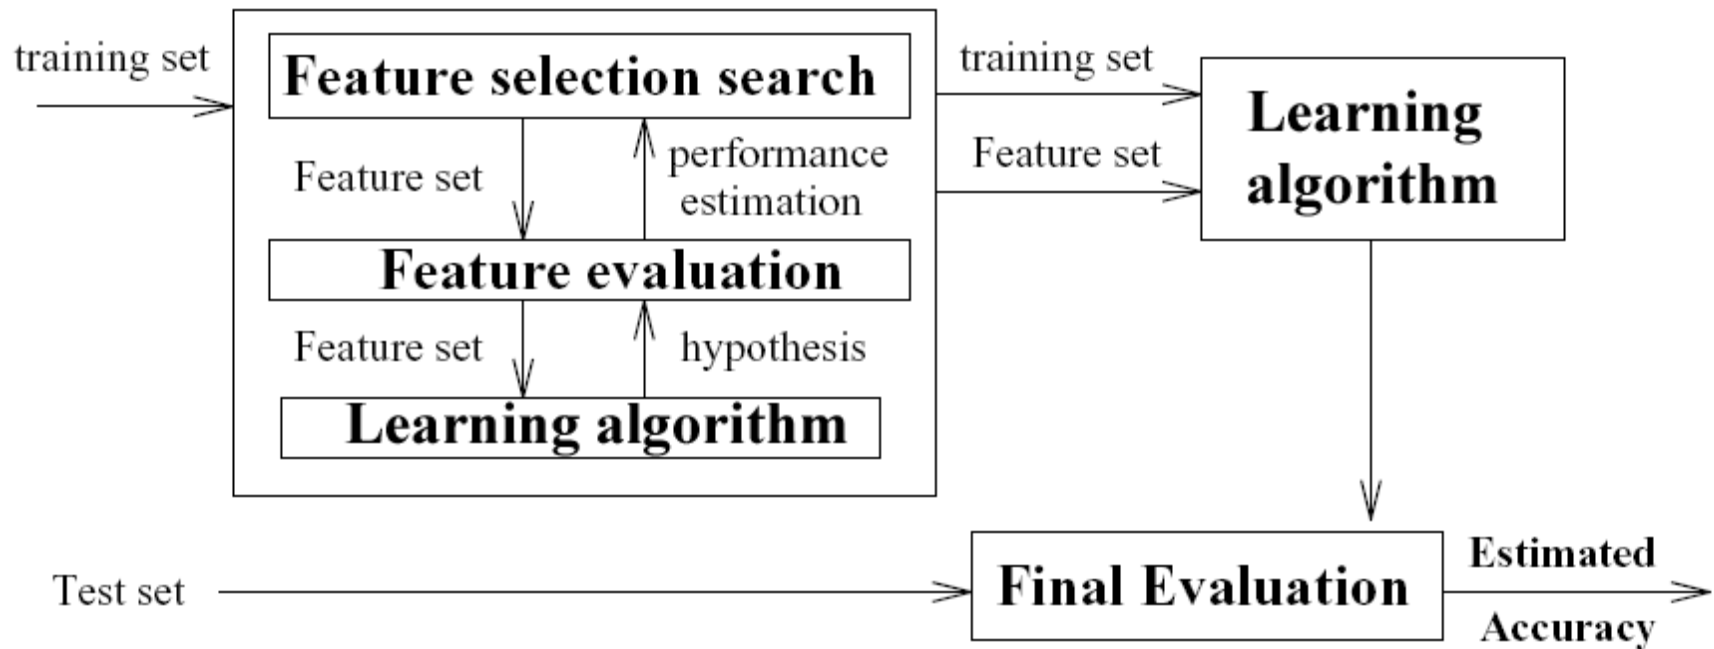 training set
Feature selection search
training set
Learning
algorithm
Feature set
performance
estimation
Feature set
Feature evaluation
Feature set
hypothesis
Learning algorithm
Test set
Final Evaluation
Estimated
Accuracy